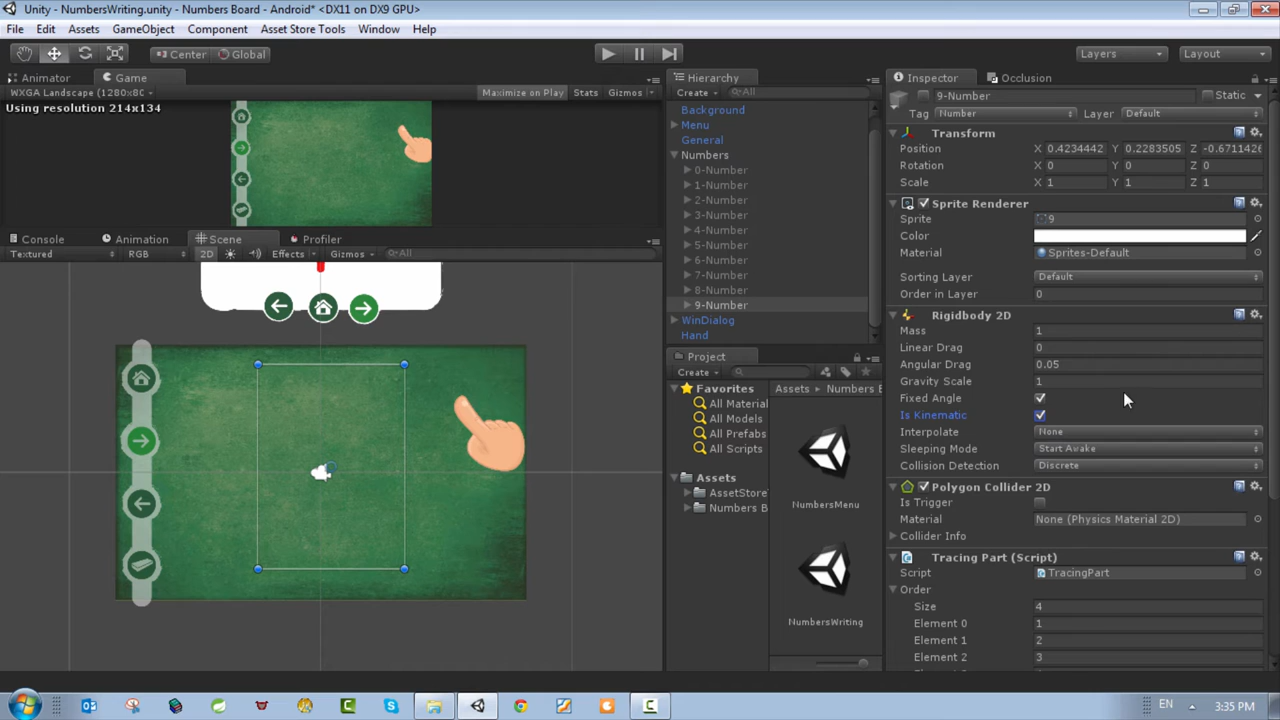 Unity - NumbersWriting.unity - Numbers Board - Android* <DX11 on DX9 GPU>
File Edit Assets GameObject Component Asset Store Tools Window Help
Center Global Layers Layout
Animator Game
WXGA Landscape (1280x80 Maximize on Play Stats Gizmos
Using resolution 214x134
Console Animation Scene Profiler
Textured RGB 2D Effects Gizmos All
Hierarchy
Create All
Background
Menu
General
Numbers
0-Number
1-Number
2-Number
3-Number
4-Number
5-Number
6-Number
7-Number
8-Number
9-Number
WinDialog
Hand
Project
Create
Favorites
All Material
All Models
All Prefabs
All Scripts
Assets
AssetStore
Numbers B
Assets Numbers B
NumbersMenu
NumbersWriting
Inspector Occlusion
9-Number Static
Tag Number Layer Default
Transform
Position X 0.4234442 Y 0.2283505 Z -0.6711426
Rotation X 0 Y 0 Z 0
Scale X 1 Y 1 Z 1
Sprite Renderer
Sprite 9
Color
Material Sprites-Default
Sorting Layer Default
Order in Layer 0
Rigidbody 2D
Mass 1
Linear Drag 0
Angular Drag 0.05
Gravity Scale 1
Fixed Angle
Is Kinematic
Interpolate None
Sleeping Mode Start Awake
Collision Detection Discrete
Polygon Collider 2D
Is Trigger
Material None (Physics Material 2D)
Collider Info
Tracing Part (Script)
Script TracingPart
Order
Size 4
Element 0 1
Element 1 2
Element 2 3
EN 3:35 PM